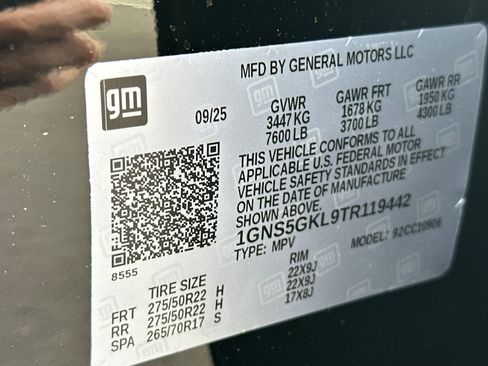 gm
MFD BY GENERAL MOTORS LLC
09/25
GVWR
3447 KG
7600 LB
GAWR FRT
1678 KG
3700 LB
GAWR RR
1950 KG
4300 LB
THIS VEHICLE CONFORMS TO ALL
APPLICABLE U.S. FEDERAL MOTOR
VEHICLE SAFETY STANDARDS IN EFFECT
ON THE DATE OF MANUFACTURE
SHOWN ABOVE.
1GNS5GKL9TR119442
TYPE: MPV
MODEL: 92CC10906
8555
TIRE SIZE
RIM
FRT 275/50R22 H 22X9J
RR 275/50R22 H 22X9J
SPA 265/70R17 S 17X8J